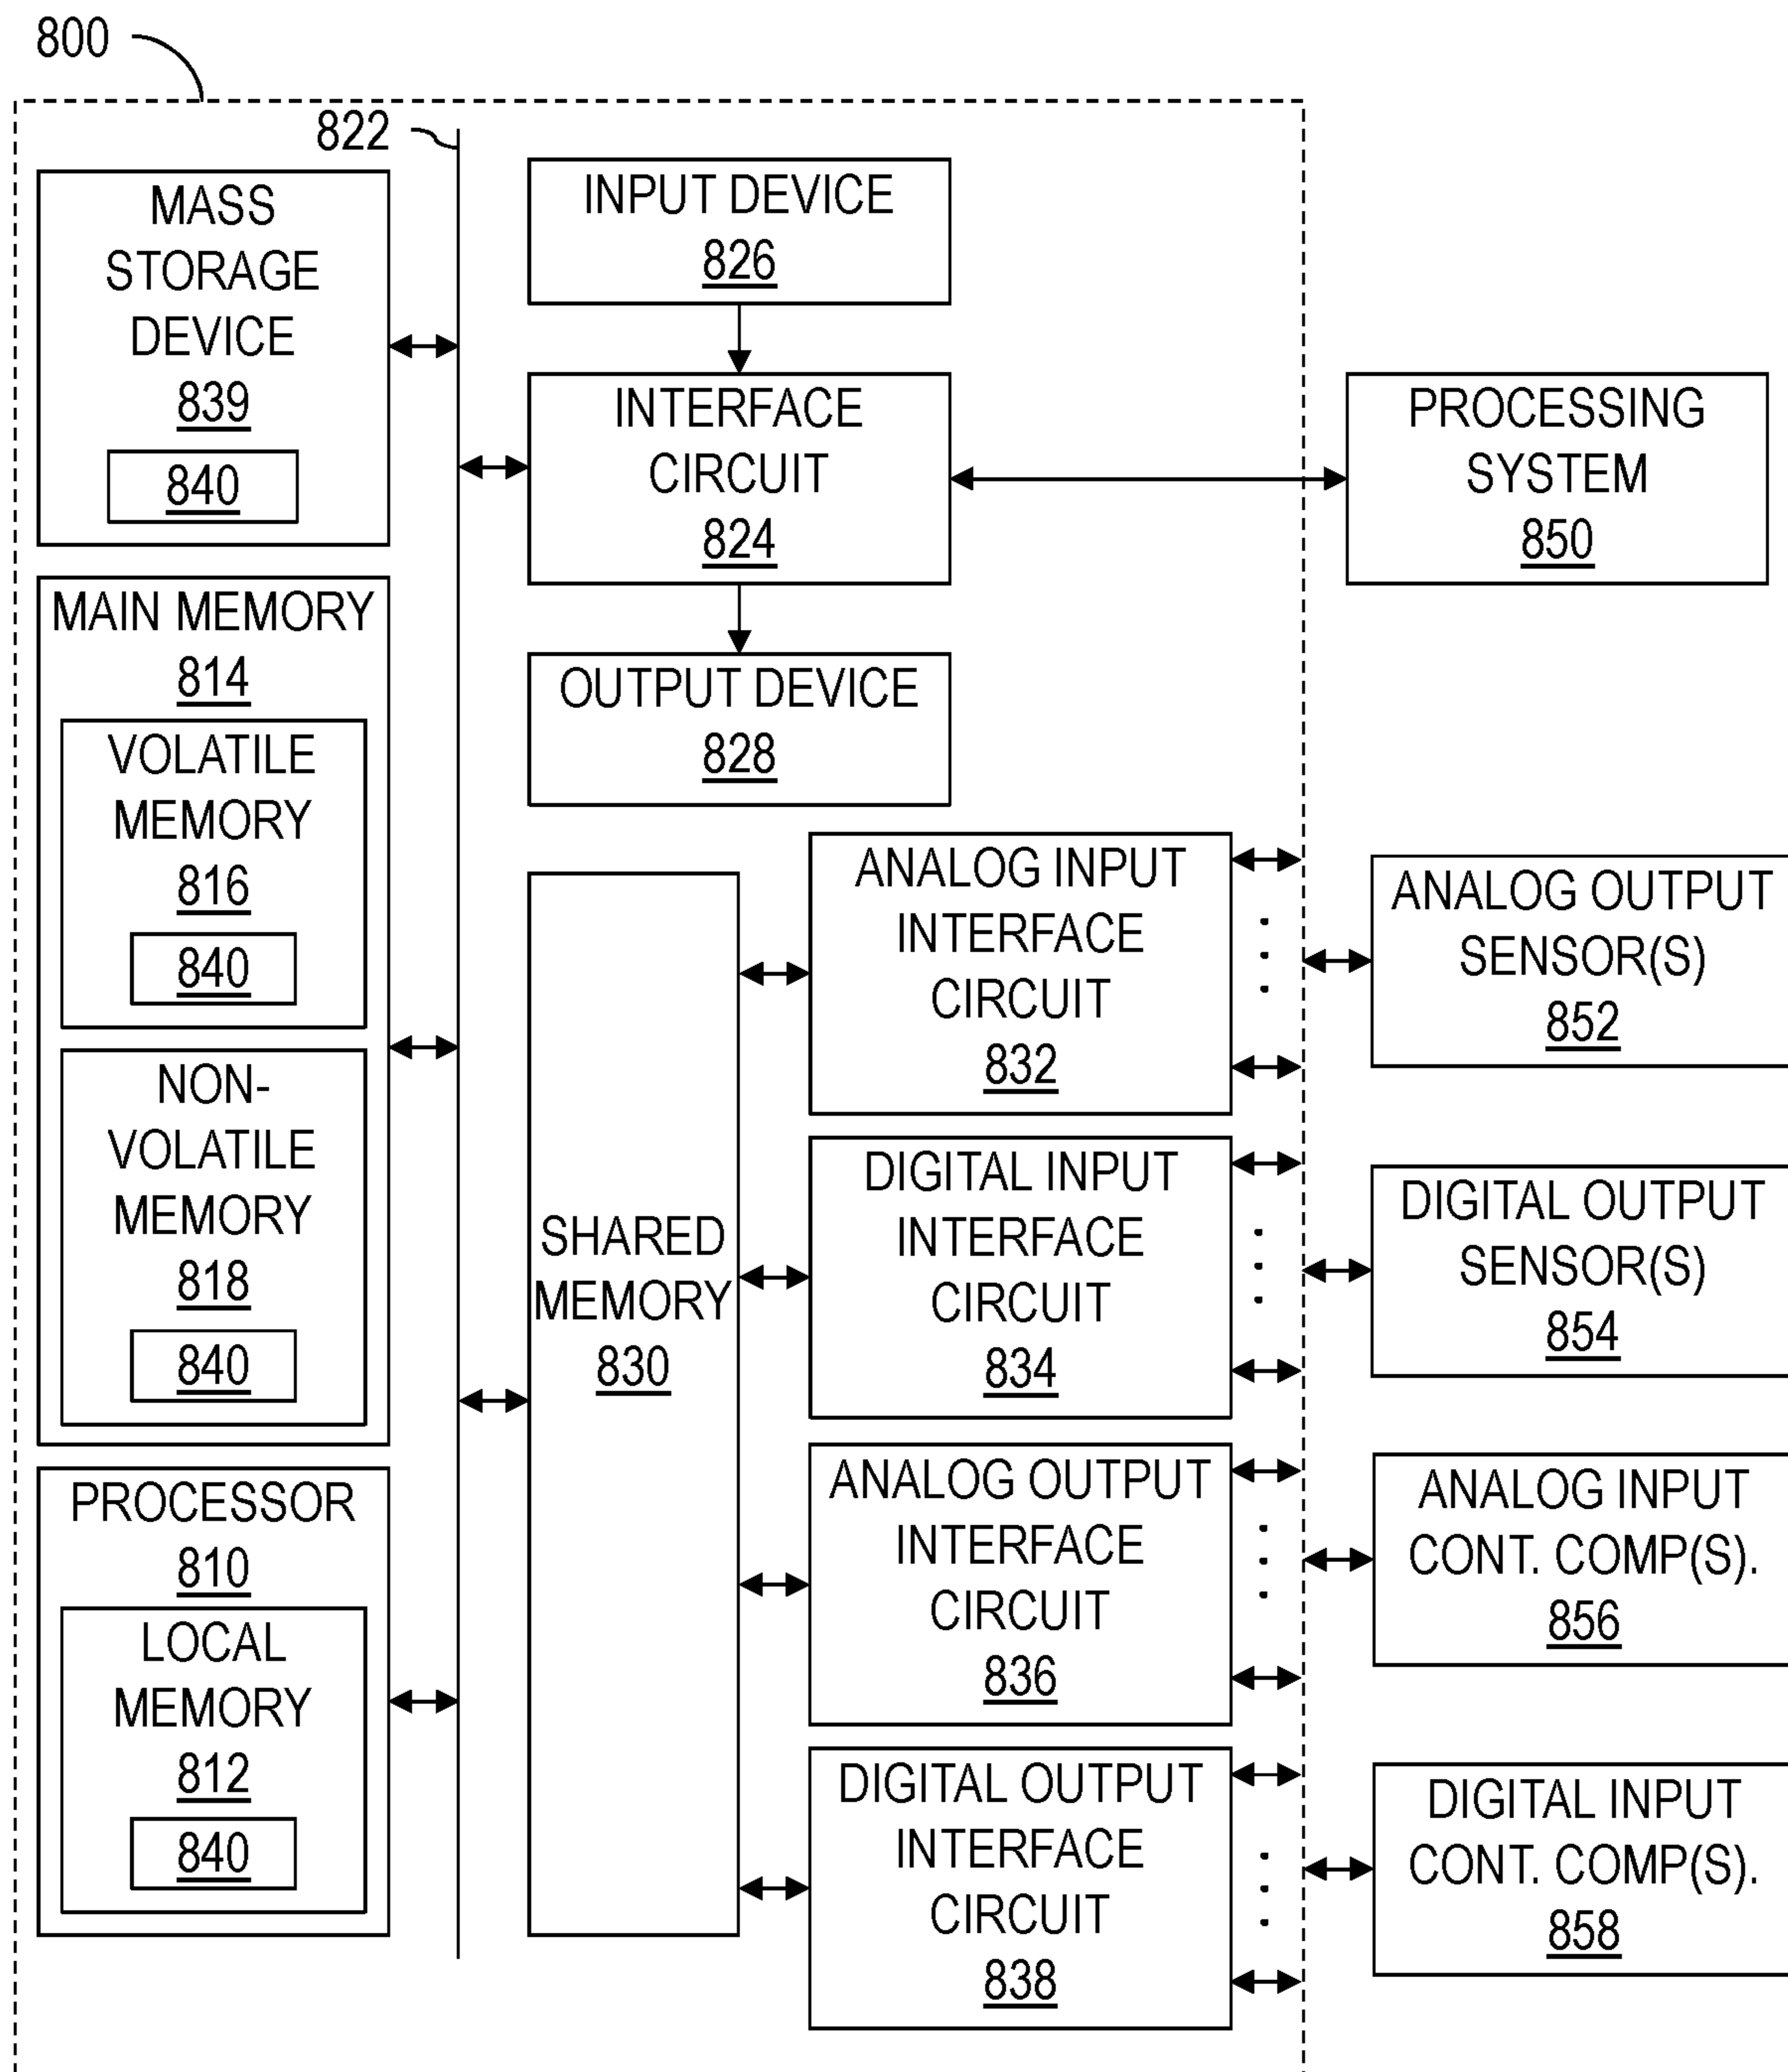 800
822
MASS
STORAGE
DEVICE
839
840
MAIN MEMORY
814
VOLATILE
MEMORY
816
840
NON-
VOLATILE
MEMORY
818
840
PROCESSOR
810
LOCAL
MEMORY
812
840
INPUT DEVICE
826
INTERFACE
CIRCUIT
824
OUTPUT DEVICE
828
PROCESSING
SYSTEM
850
SHARED
MEMORY
830
ANALOG INPUT
INTERFACE
CIRCUIT
832
DIGITAL INPUT
INTERFACE
CIRCUIT
834
ANALOG OUTPUT
INTERFACE
CIRCUIT
836
DIGITAL OUTPUT
INTERFACE
CIRCUIT
838
ANALOG OUTPUT
SENSOR(S)
852
DIGITAL OUTPUT
SENSOR(S)
854
ANALOG INPUT
CONT. COMP(S).
856
DIGITAL INPUT
CONT. COMP(S).
858